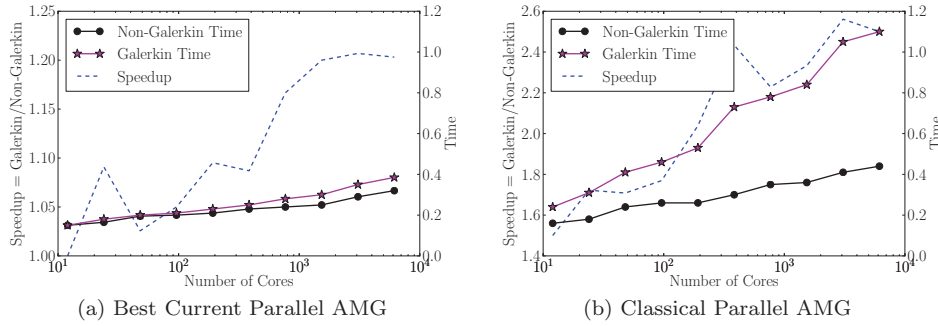 1.25
1.20
1.15
1.10
1.05
1.00
Speedup = Galerkin/Non-Galerkin
Non-Galerkin Time
Galerkin Time
Speedup
1.2
1.0
0.8
0.6
0.4
0.2
0.0
Time
10^1
10^2
10^3
10^4
Number of Cores
(a) Best Current Parallel AMG
2.6
2.4
2.2
2.0
1.8
1.6
1.4
Speedup = Galerkin/Non-Galerkin
Non-Galerkin Time
Galerkin Time
Speedup
1.2
1.0
0.8
0.6
0.4
0.2
0.0
Time
10^1
10^2
10^3
10^4
Number of Cores
(b) Classical Parallel AMG